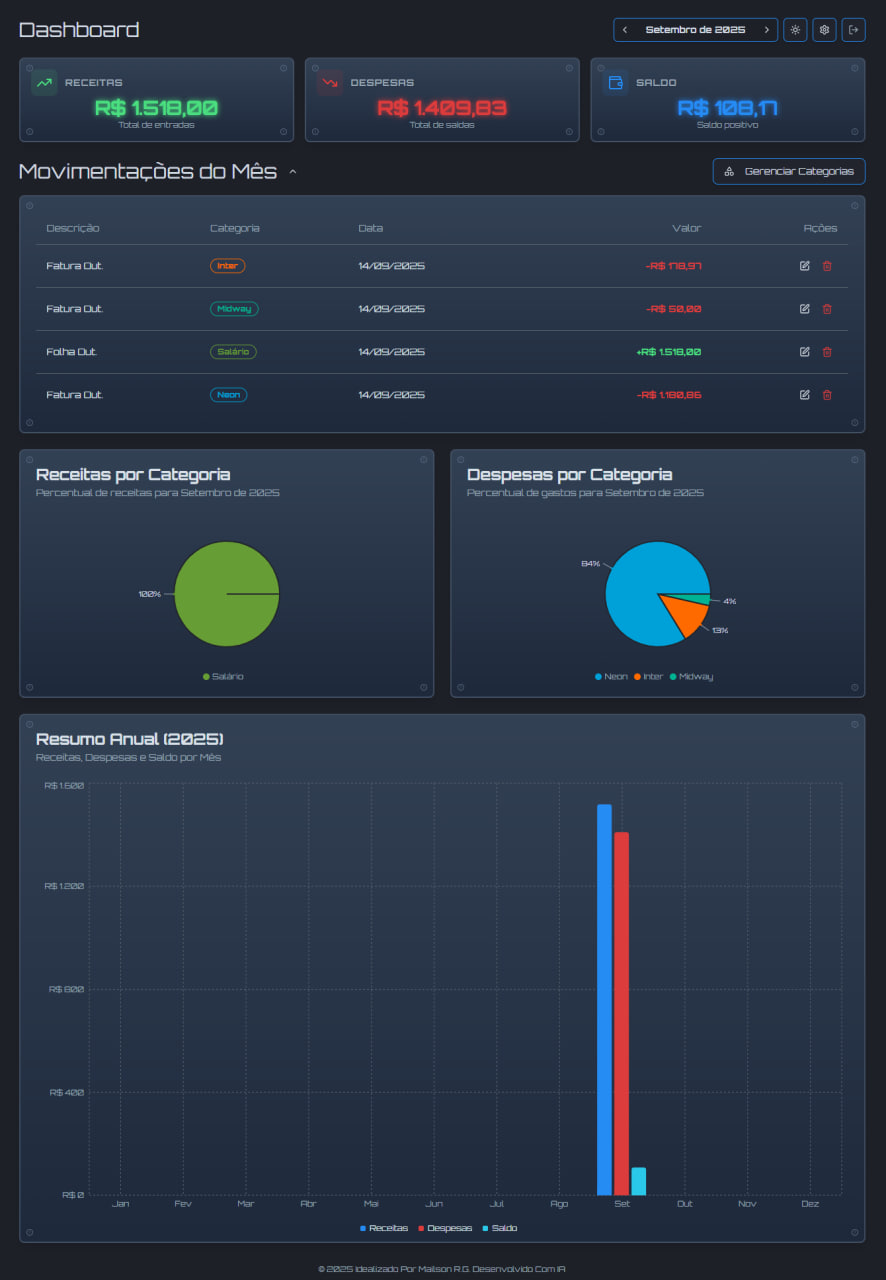 Dashboard
Setembro de 2025
RECEITAS
R$ 1.518,00
Total de entradas
DESPESAS
R$ 1.409,83
Total de saídas
SALDO
R$ 108,17
Saldo positivo
Movimentações do Mês
Gerenciar Categorias
Descrição Categoria Data Valor Ações
Fatura Out. Inter 14/09/2025 -R$ 178,97
Fatura Out. Midway 14/09/2025 -R$ 50,00
Folha Out. Salário 14/09/2025 +R$ 1.518,00
Fatura Out. Neon 14/09/2025 -R$ 1.180,86
Receitas por Categoria
Percentual de receitas para Setembro de 2025
100%
Salário
Despesas por Categoria
Percentual de gastos para Setembro de 2025
84%
4%
13%
Neon Inter Midway
Resumo Anual (2025)
Receitas, Despesas e Saldo por Mês
R$ 1600
R$ 1200
R$ 800
R$ 400
R$ 0
Jan Fev Mar Abr Mai Jun Jul Ago Set Out Nov Dez
Receitas Despesas Saldo
© 2025 Idealizado Por Mailson R.G. Desenvolvido Com IA